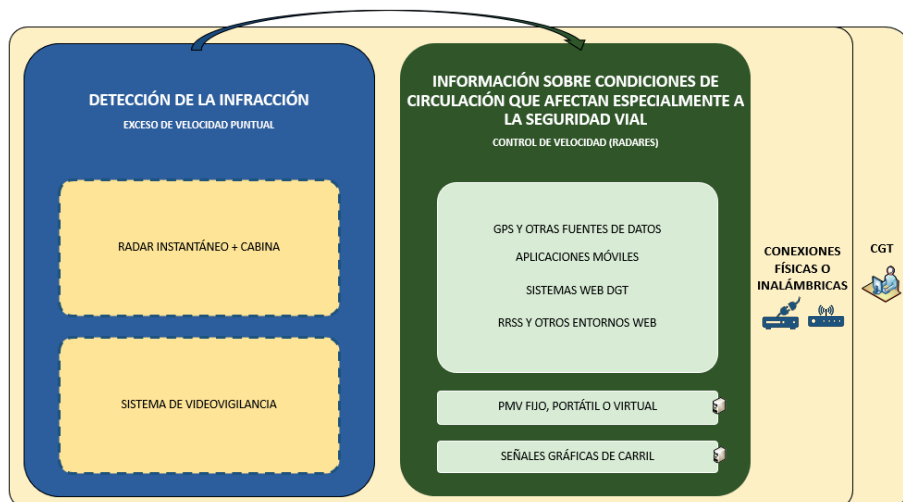 DETECCIÓN DE LA INFRACCIÓN
EXCESO DE VELOCIDAD PUNTUAL
RADAR INSTANTÁNEO + CABINA
SISTEMA DE VIDEOVIGILANCIA
INFORMACIÓN SOBRE CONDICIONES DE
CIRCULACIÓN QUE AFECTAN ESPECIALMENTE A
LA SEGURIDAD VIAL
CONTROL DE VELOCIDAD (RADARES)
GPS Y OTRAS FUENTES DE DATOS
APLICACIONES MÓVILES
SISTEMAS WEB DGT
RRSS Y OTROS ENTORNOS WEB
PMV FIJO, PORTÁTIL O VIRTUAL
SEÑALES GRÁFICAS DE CARRIL
CONEXIONES
FÍSICAS O
INALÁMBRICAS
CGT